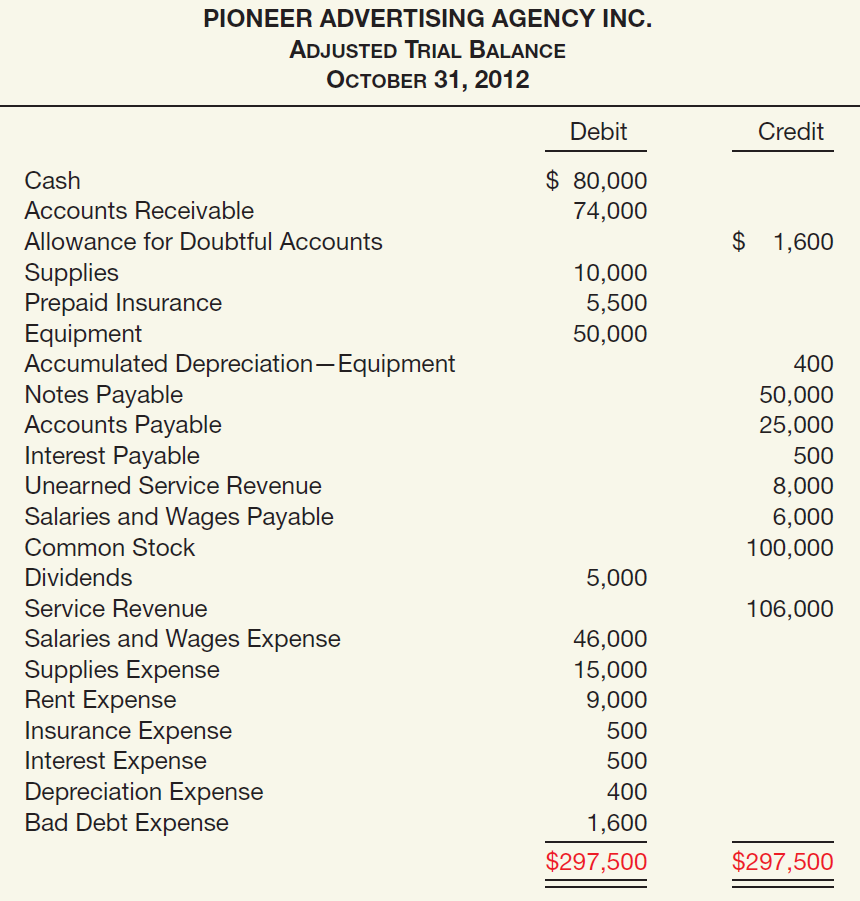 PIONEER ADVERTISING AGENCY INC.
ADJUSTED TRIAL BALANCE
OCTOBER 31, 2012
Debit Credit
Cash $ 80,000
Accounts Receivable 74,000
Allowance for Doubtful Accounts $ 1,600
Supplies 10,000
Prepaid Insurance 5,500
Equipment 50,000
Accumulated Depreciation—Equipment 400
Notes Payable 50,000
Accounts Payable 25,000
Interest Payable 500
Unearned Service Revenue 8,000
Salaries and Wages Payable 6,000
Common Stock 100,000
Dividends 5,000
Service Revenue 106,000
Salaries and Wages Expense 46,000
Supplies Expense 15,000
Rent Expense 9,000
Insurance Expense 500
Interest Expense 500
Depreciation Expense 400
Bad Debt Expense 1,600
$297,500 $297,500